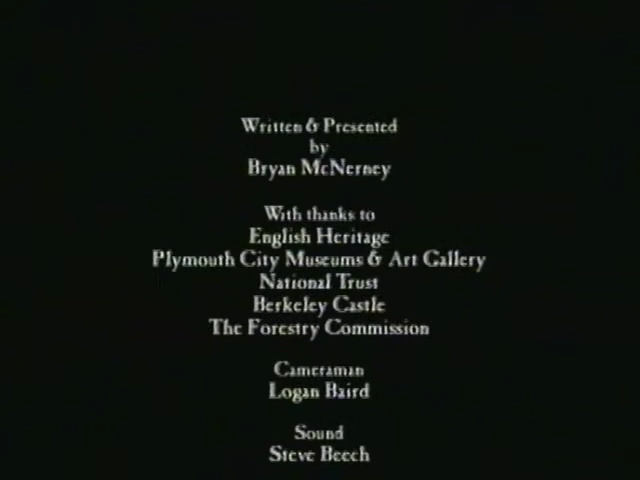 Written & Presented
by
Bryan McNerney
With thanks to
English Heritage
Plymouth City Museums & Art Gallery
National Trust
Berkeley Castle
The Forestry Commission
Cameraman
Logan Baird
Sound
Steve Beech